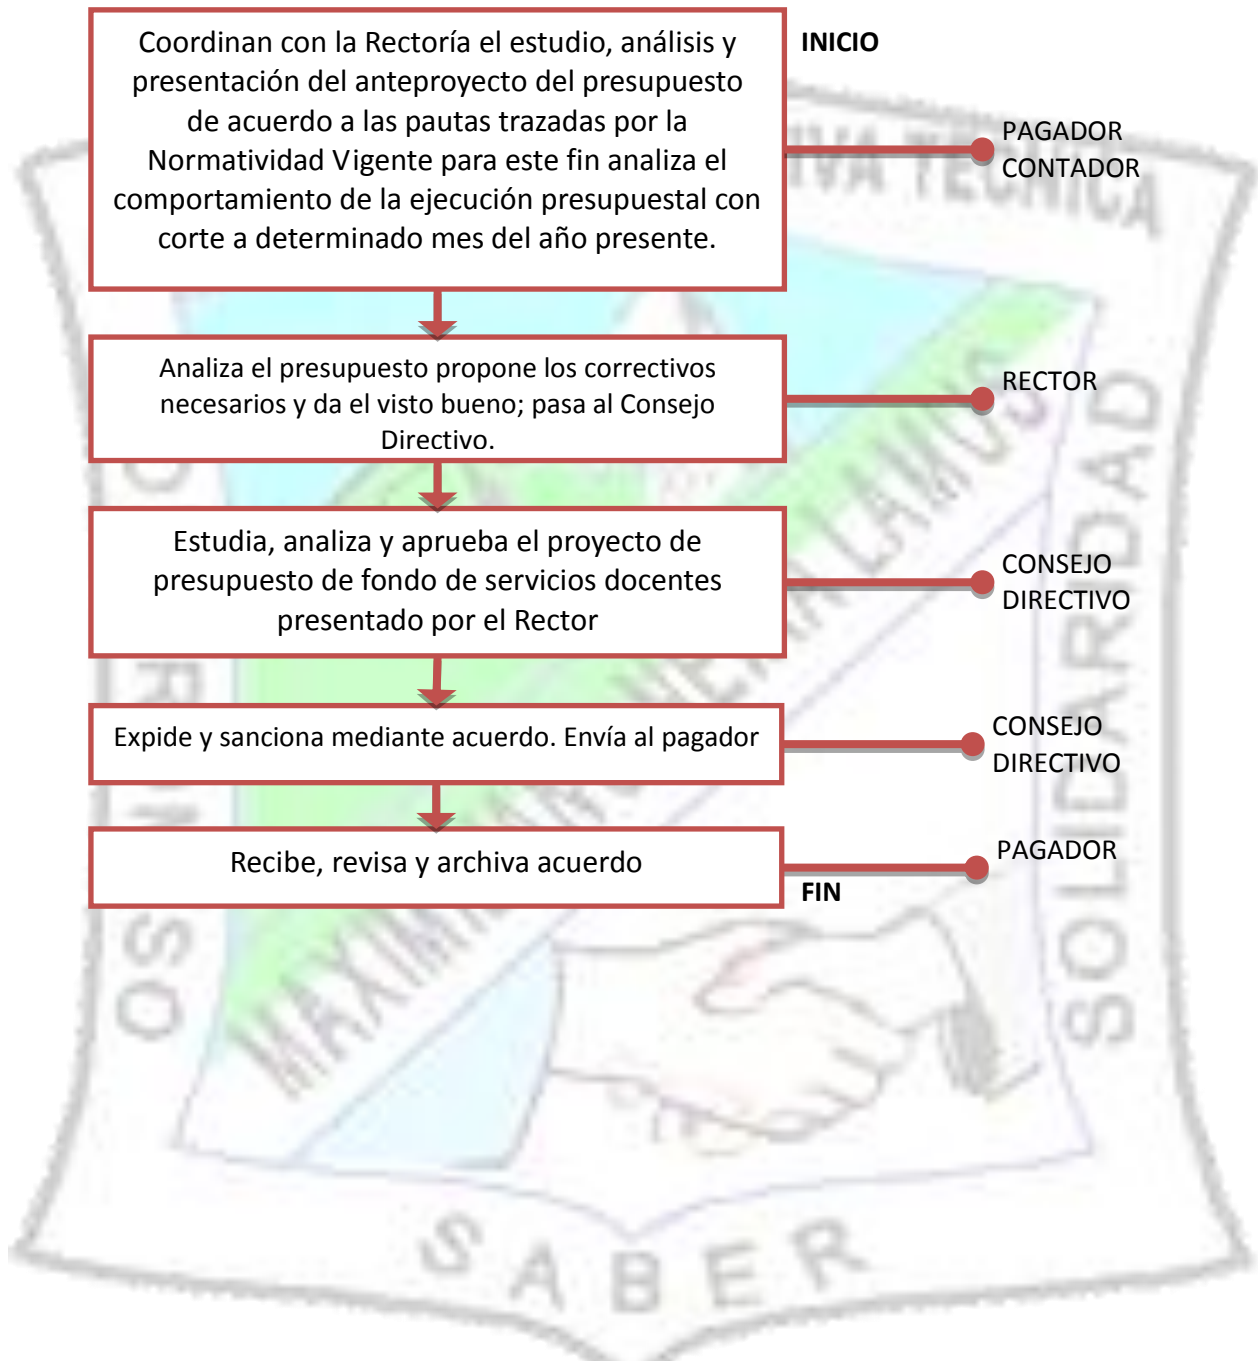 Coordinan con la Rectoría el estudio, análisis y
presentación del anteproyecto del presupuesto
de acuerdo a las pautas trazadas por la
Normatividad Vigente para este fin analiza el
comportamiento de la ejecución presupuestal con
corte a determinado mes del año presente.
INICIO
PAGADOR
CONTADOR
Analiza el presupuesto propone los correctivos
necesarios y da el visto bueno; pasa al Consejo
Directivo.
RECTOR
Estudia, analiza y aprueba el proyecto de
presupuesto de fondo de servicios docentes
presentado por el Rector
CONSEJO
DIRECTIVO
Expide y sanciona mediante acuerdo. Envía al pagador
CONSEJO
DIRECTIVO
Recibe, revisa y archiva acuerdo
PAGADOR
FIN
TECNICA
LAMUS
SOLIDARIDAD
SABER